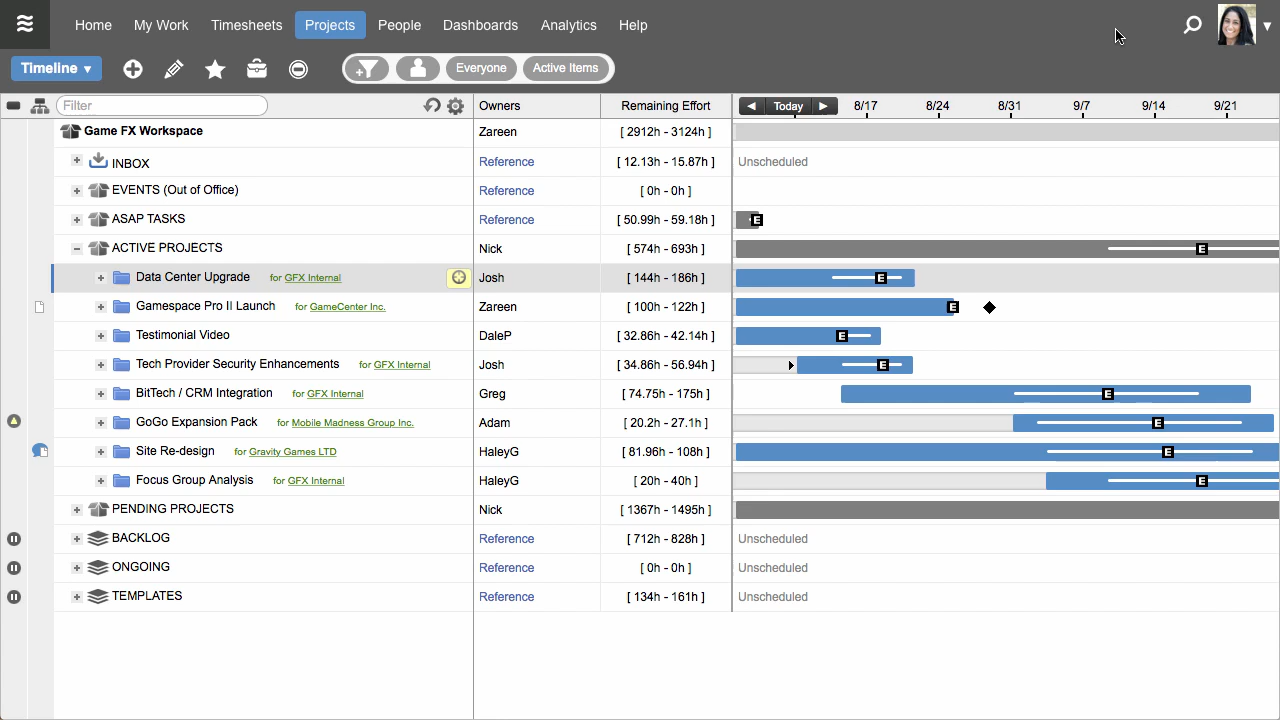 Home My Work Timesheets Projects People Dashboards Analytics Help
Timeline Everyone Active Items
Filter Owners Remaining Effort Today 8/17 8/24 8/31 9/7 9/14 9/21
Game FX Workspace Zareen [ 2912h - 3124h ]
INBOX Reference [ 12.13h - 15.87h ] Unscheduled
EVENTS (Out of Office) Reference [ 0h - 0h ]
ASAP TASKS Reference [ 50.99h - 59.18h ] E
ACTIVE PROJECTS Nick [ 574h - 693h ] E
Data Center Upgrade for GFX Internal Josh [ 144h - 186h ] E
Gamespace Pro II Launch for GameCenter Inc. Zareen [ 100h - 122h ] E
Testimonial Video DaleP [ 32.86h - 42.14h ] E
Tech Provider Security Enhancements for GFX Internal Josh [ 34.86h - 56.94h ] E
BitTech / CRM Integration for GFX Internal Greg [ 74.75h - 175h ] E
GoGo Expansion Pack for Mobile Madness Group Inc. Adam [ 20.2h - 27.1h ] E
Site Re-design for Gravity Games LTD HaleyG [ 81.96h - 108h ] E
Focus Group Analysis for GFX Internal HaleyG [ 20h - 40h ] E
PENDING PROJECTS Nick [ 1367h - 1495h ]
BACKLOG Reference [ 712h - 828h ] Unscheduled
ONGOING Reference [ 0h - 0h ] Unscheduled
TEMPLATES Reference [ 134h - 161h ] Unscheduled